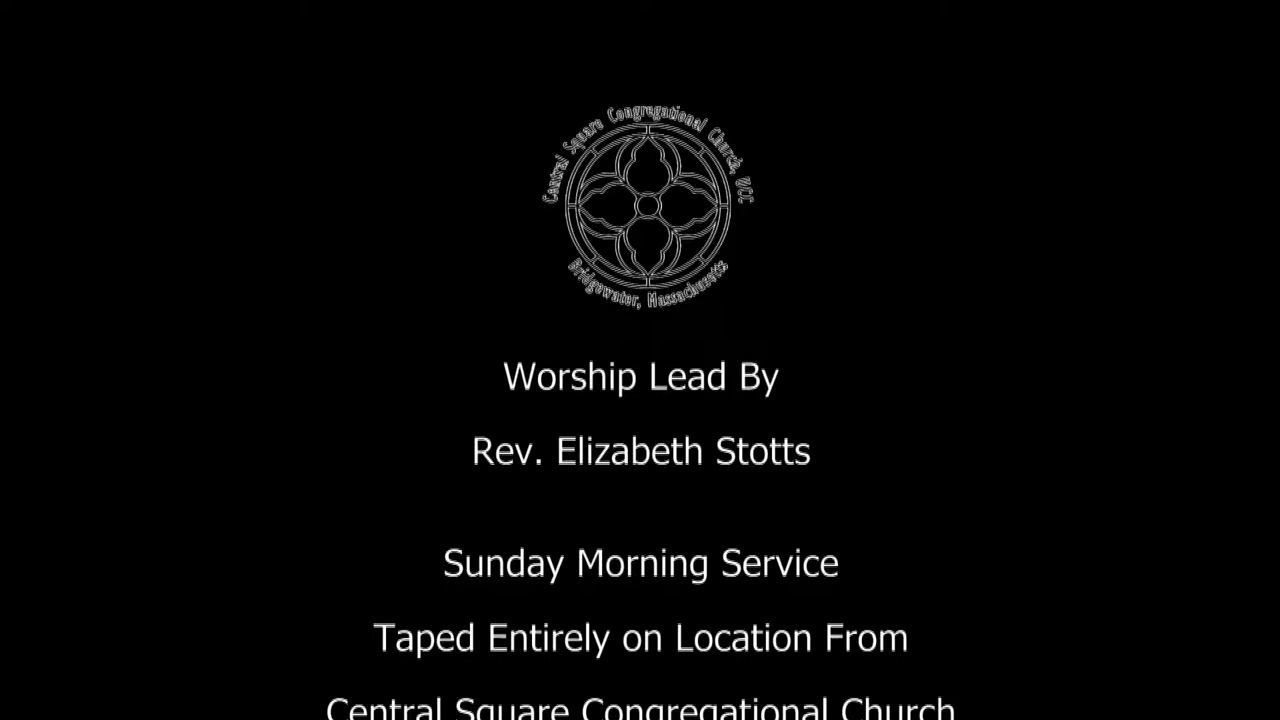 Central Square Congregational Church, UCC
Bridgewater, Massachusetts
Worship Lead By
Rev. Elizabeth Stotts
Sunday Morning Service
Taped Entirely on Location From
Central Square Congregational Church